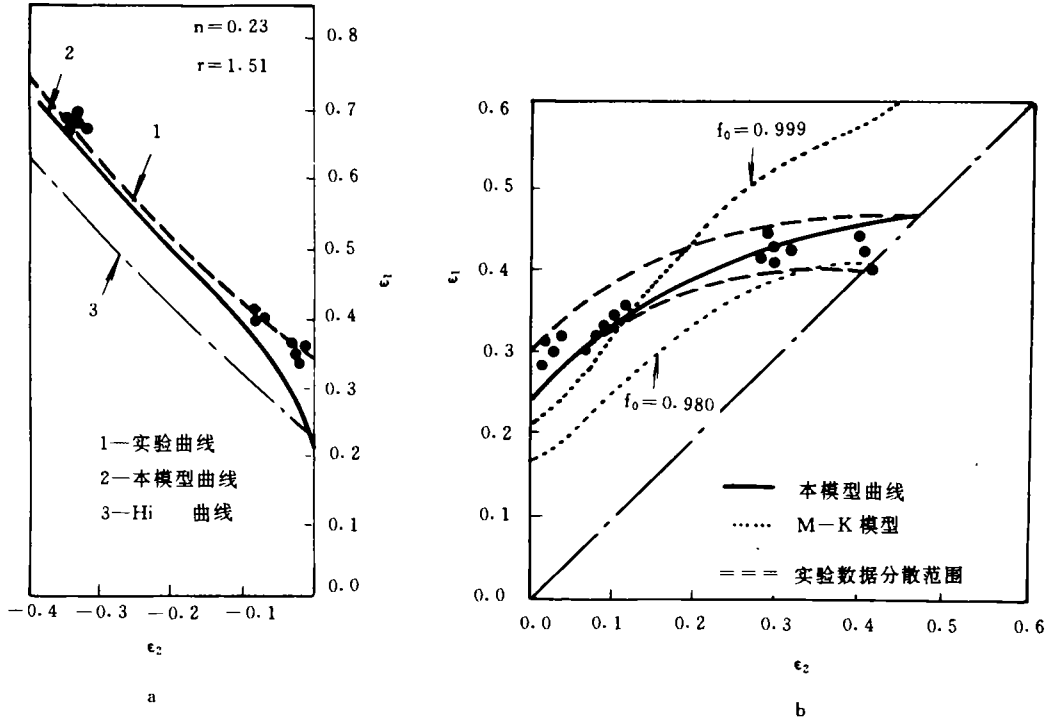 n=0.23
r=1.51
0.8
0.7
0.6
0.5
0.4
0.3
0.2
0.1
0.0
ε₁
2
1
3
1—实验曲线
2—本模型曲线
3—Hi 曲线
−0.4
−0.3
−0.2
−0.1
ε₂
a
0.6
0.5
0.4
0.3
0.2
0.1
0.0
ε₁
f₀=0.999
f₀=0.980
本模型曲线
M−K 模型
实验数据分散范围
0.0
0.1
0.2
0.3
0.4
0.5
0.6
ε₂
b